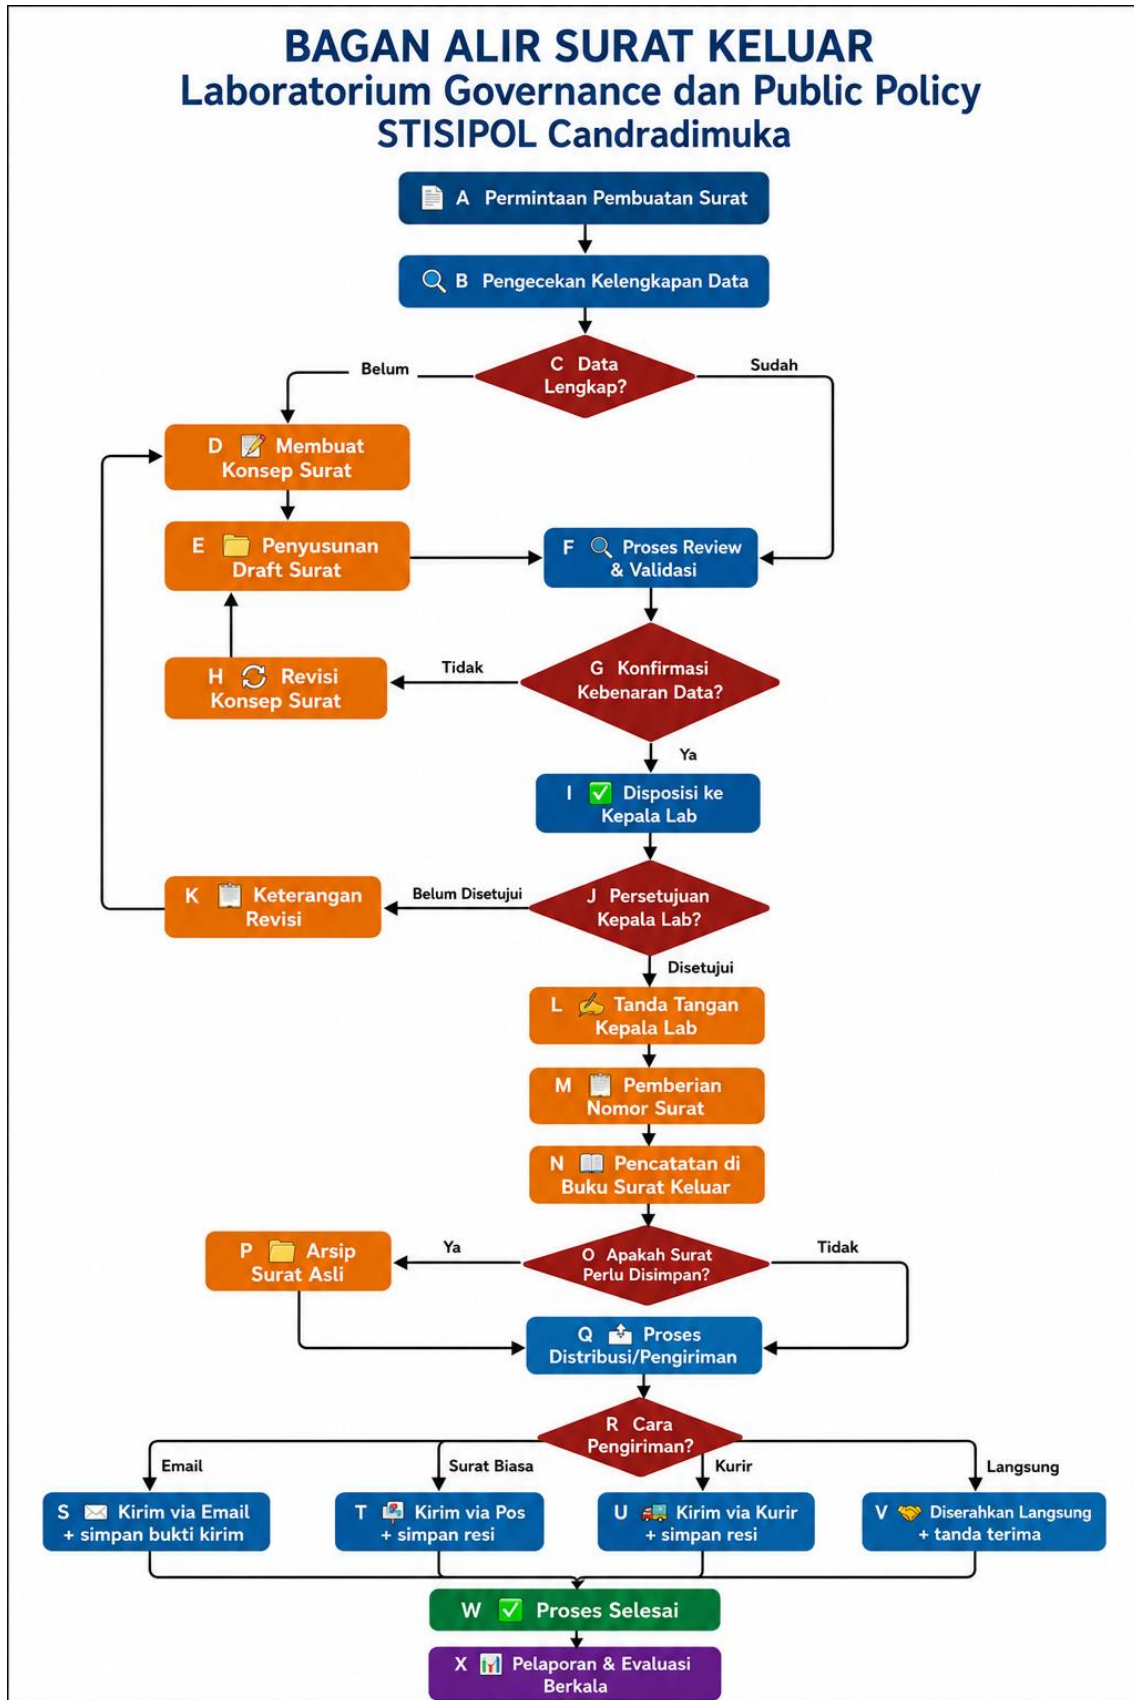 BAGAN ALIR SURAT KELUAR
Laboratorium Governance dan Public Policy
STISIPOL Candradimuka
A Permintaan Pembuatan Surat
B Pengecekan Kelengkapan Data
C Data
Lengkap?
Belum
Sudah
D Membuat
Konsep Surat
E Penyusunan
Draft Surat
F Proses Review
& Validasi
G Konfirmasi
Kebenaran Data?
Tidak
H Revisi
Konsep Surat
Ya
I Disposisi ke
Kepala Lab
J Persetujuan
Kepala Lab?
Belum Disetujui
K Keterangan
Revisi
Disetujui
L Tanda Tangan
Kepala Lab
M Pemberian
Nomor Surat
N Pencatatan di
Buku Surat Keluar
O Apakah Surat
Perlu Disimpan?
Ya
Tidak
P Arsip
Surat Asli
Q Proses
Distribusi/Pengiriman
R Cara
Pengiriman?
Email
Surat Biasa
Kurir
Langsung
S Kirim via Email
+ simpan bukti kirim
T Kirim via Pos
+ simpan resi
U Kirim via Kurir
+ simpan resi
V Diserahkan Langsung
+ tanda terima
W Proses Selesai
X Pelaporan & Evaluasi
Berkala